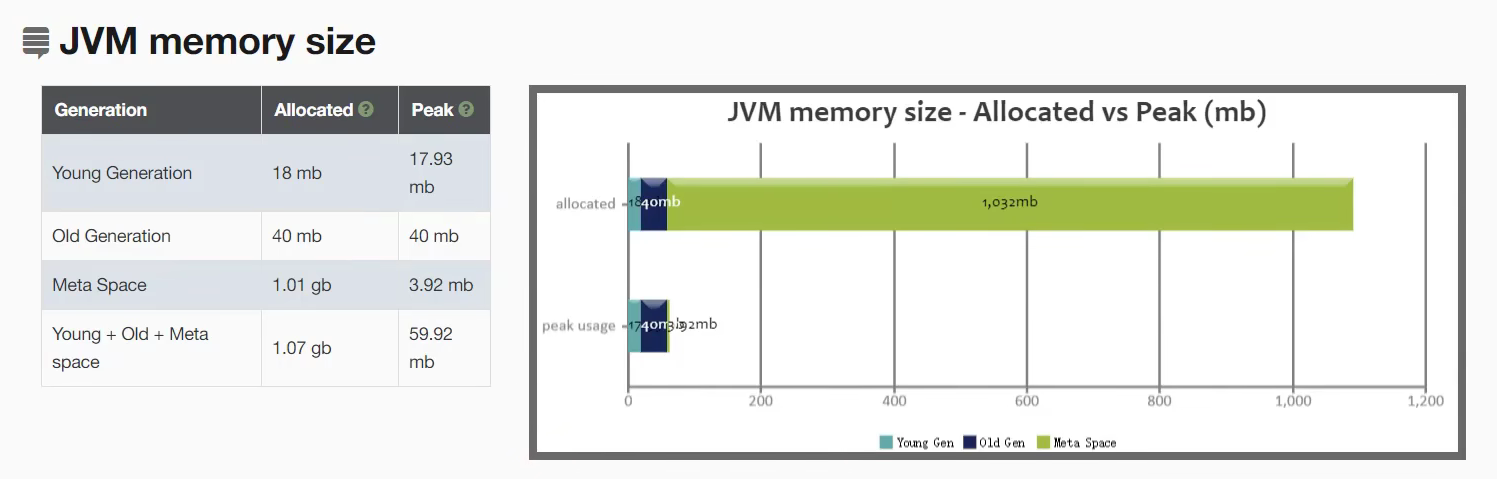 JVM memory size
Generation Allocated ? Peak ?
Young Generation 18 mb 17.93 mb
Old Generation 40 mb 40 mb
Meta Space 1.01 gb 3.92 mb
Young + Old + Meta space 1.07 gb 59.92 mb
JVM memory size - Allocated vs Peak (mb)
allocated 18 40mb 1,032mb
peak usage 17 40m 3.92mb
0 200 400 600 800 1,000 1,200
Young Gen Old Gen Meta Space